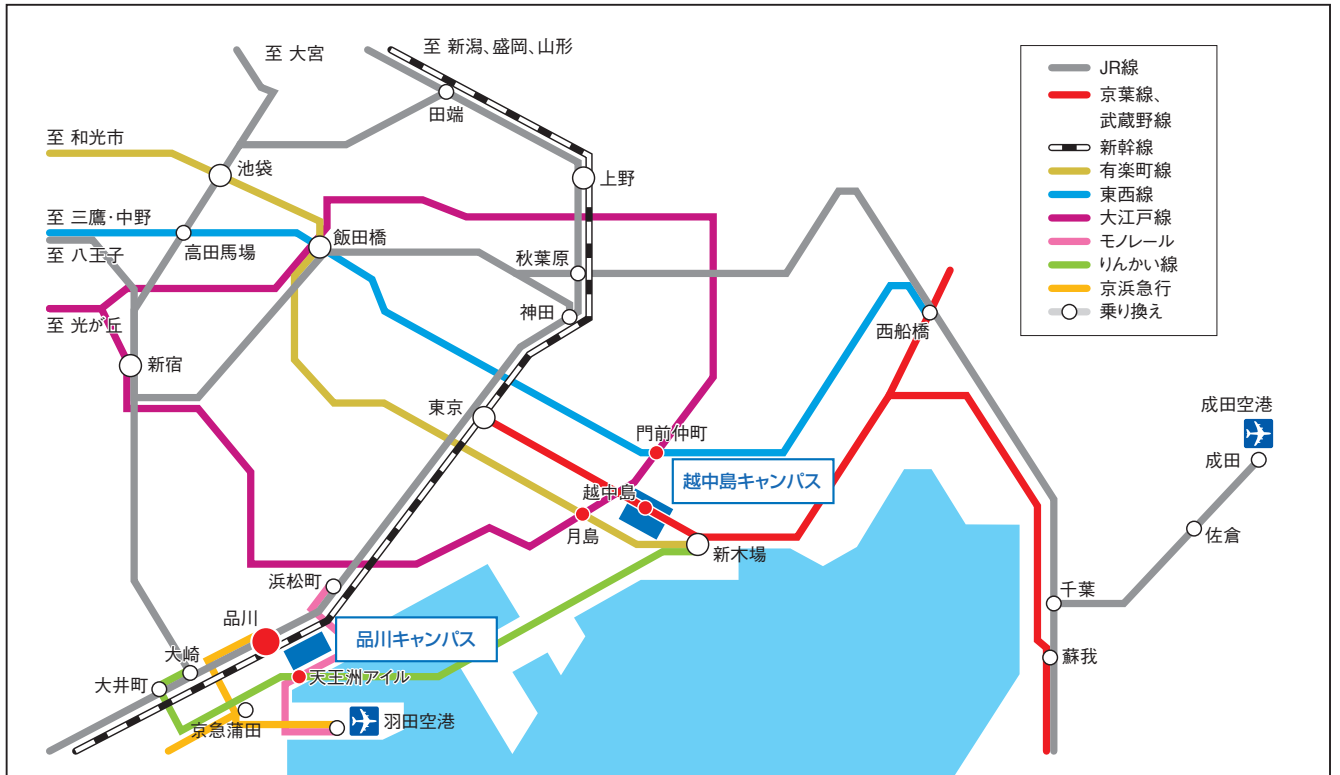 至 大宮
至 新潟、盛岡、山形
田端
至 和光市
池袋
上野
至 三鷹・中野
高田馬場
飯田橋
至 八王子
秋葉原
神田
至 光が丘
新宿
西船橋
東京
門前仲町
越中島キャンパス
越中島
月島
新木場
成田空港
成田
佐倉
千葉
蘇我
浜松町
品川
品川キャンパス
大崎
大井町
天王洲アイル
京急蒲田
羽田空港
JR線
京葉線、
武蔵野線
新幹線
有楽町線
東西線
大江戸線
モノレール
りんかい線
京浜急行
乗り換え